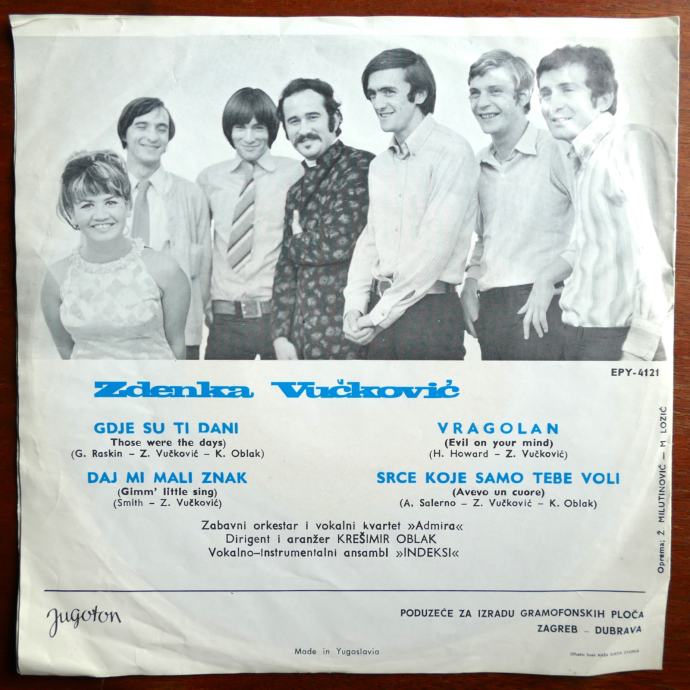 EPY-4121
Zdenka Vučković
GDJE SU TI DANI
Those were the days)
(G. Raskin – Z. Vučković – K. Oblak)
DAJ MI MALI ZNAK
(Gimm' little sing)
(Smith – Z. Vučković)
VRAGOLAN
(Evil on your mind)
(H. Howard – Z. Vučković)
SRCE KOJE SAMO TEBE VOLI
(Avevo un cuore)
(A. Salerno – Z. Vučković – K. Oblak)
Zabavni orkestar i vokalni kvartet »Admira«
Dirigent i aranžer KREŠIMIR OBLAK
Vokalno–instrumentalni ansambl »INDEKSI«
Oprema: Ž. MILUTINOVIĆ – M LOZIĆ
Jugoton
PODUZEĆE ZA IZRADU GRAMOFONSKIH PLOČA
ZAGREB – DUBRAVA
Made in Yugoslavia